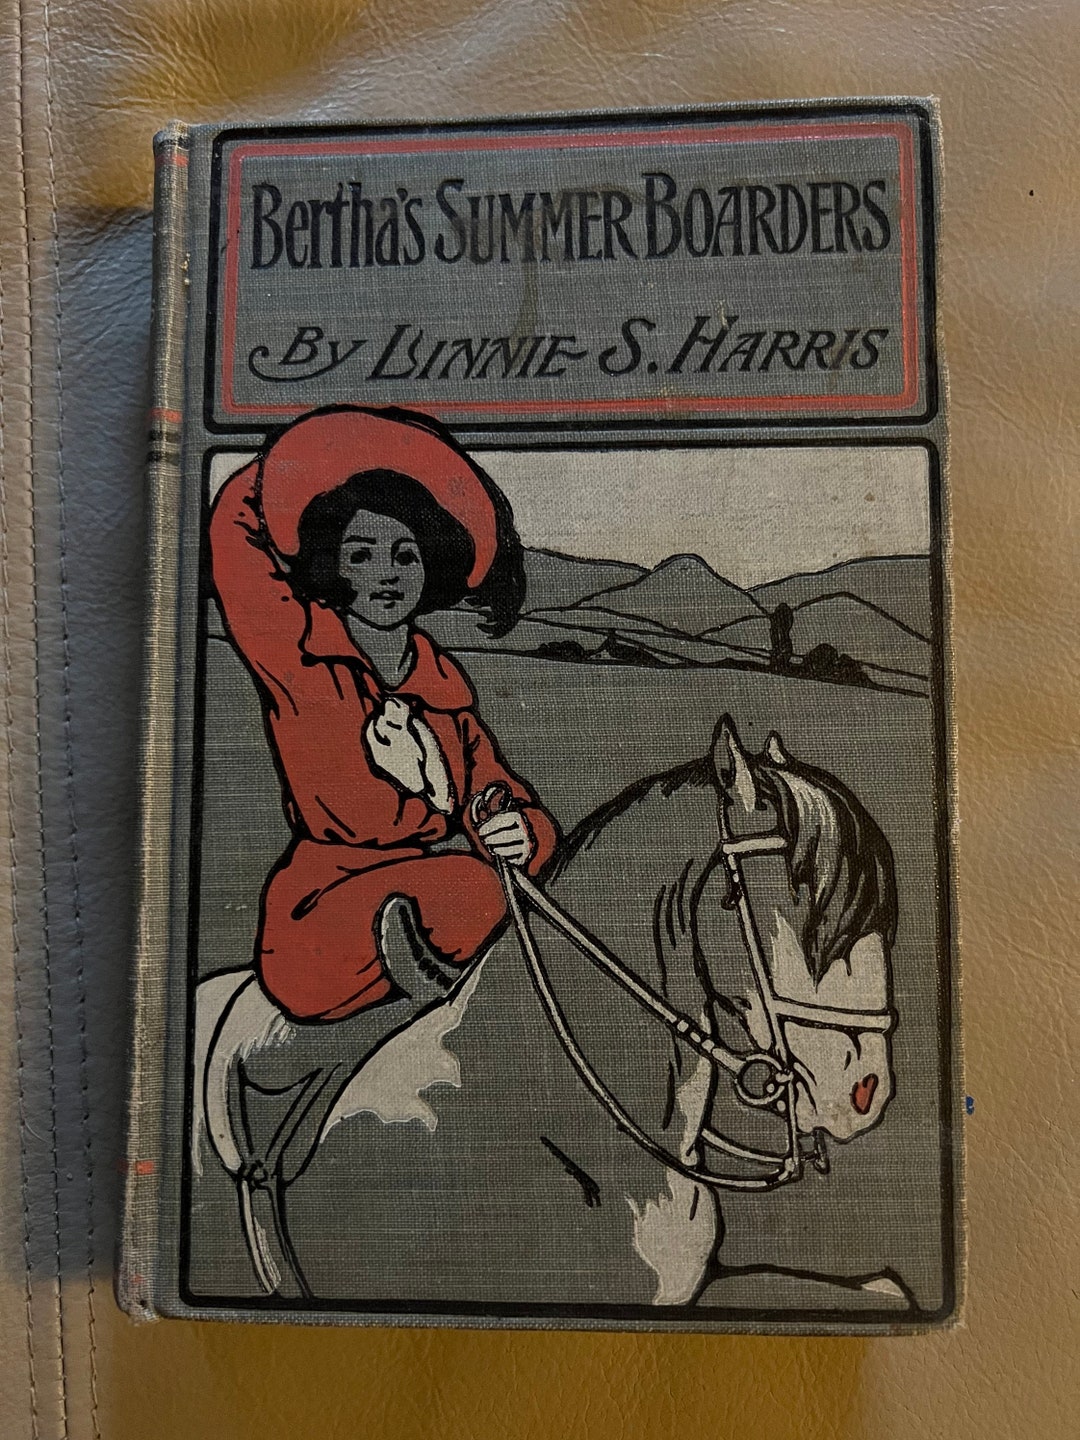 Bertha's SUMMER BOARDERS
By LINNIE S. HARRIS